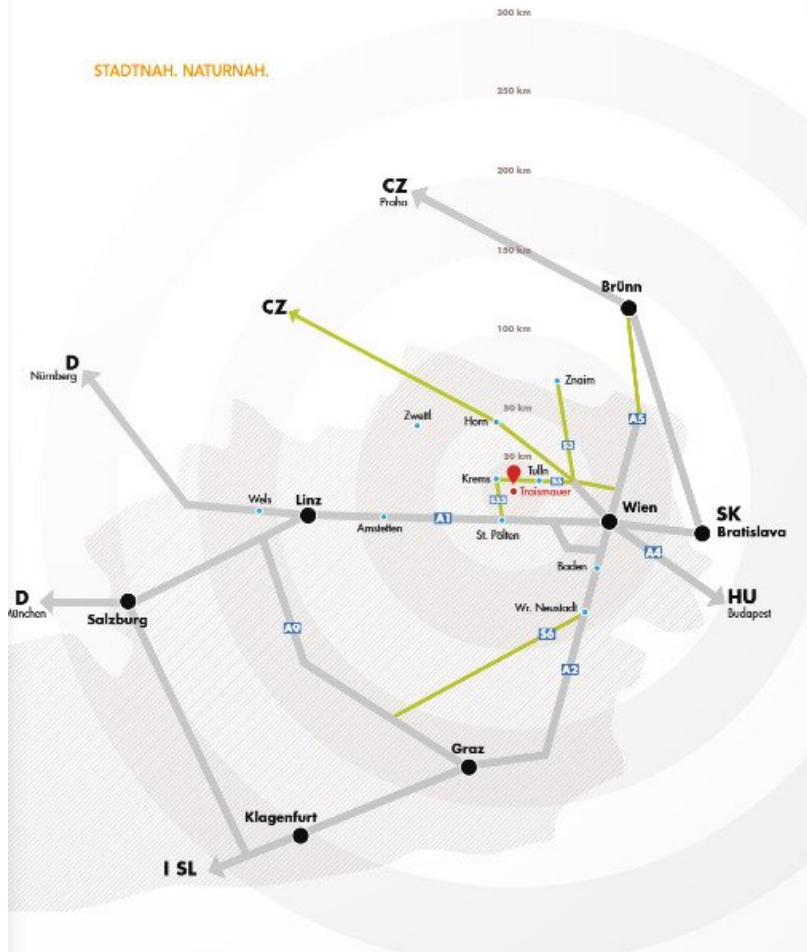 300 km
STADTNAH. NATURNAH.
250 km
200 km
CZ
Praha
150 km
Brünn
CZ
100 km
D
Nürnberg
Znaim
50 km
Zwettl
Horn
A5
S3
20 km
Krems
Tulln
S5
Traismauer
S33
Wels
Linz
Wien
SK
Bratislava
Amstetten
A1
St. Pölten
A4
Baden
D
München
HU
Budapest
Salzburg
Wr. Neustadt
A9
S6
A2
Graz
Klagenfurt
I SL